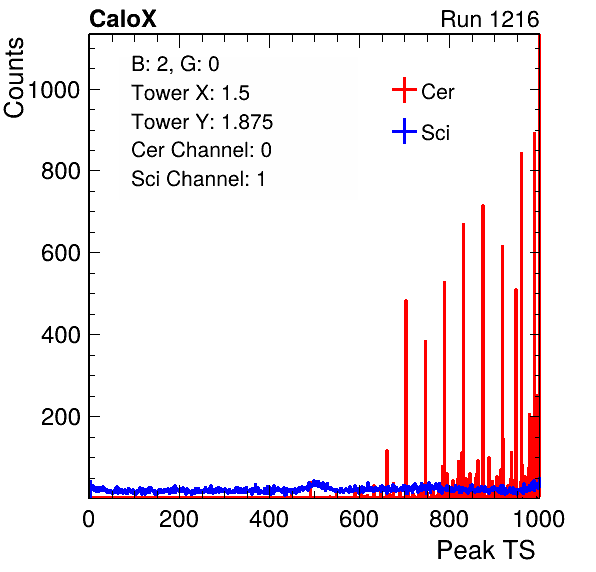 CaloX
Run 1216
Counts
B: 2, G: 0
Tower X: 1.5
Tower Y: 1.875
Cer Channel: 0
Sci Channel: 1
Cer
Sci
1000
800
600
400
200
0 200 400 600 800 1000
Peak TS